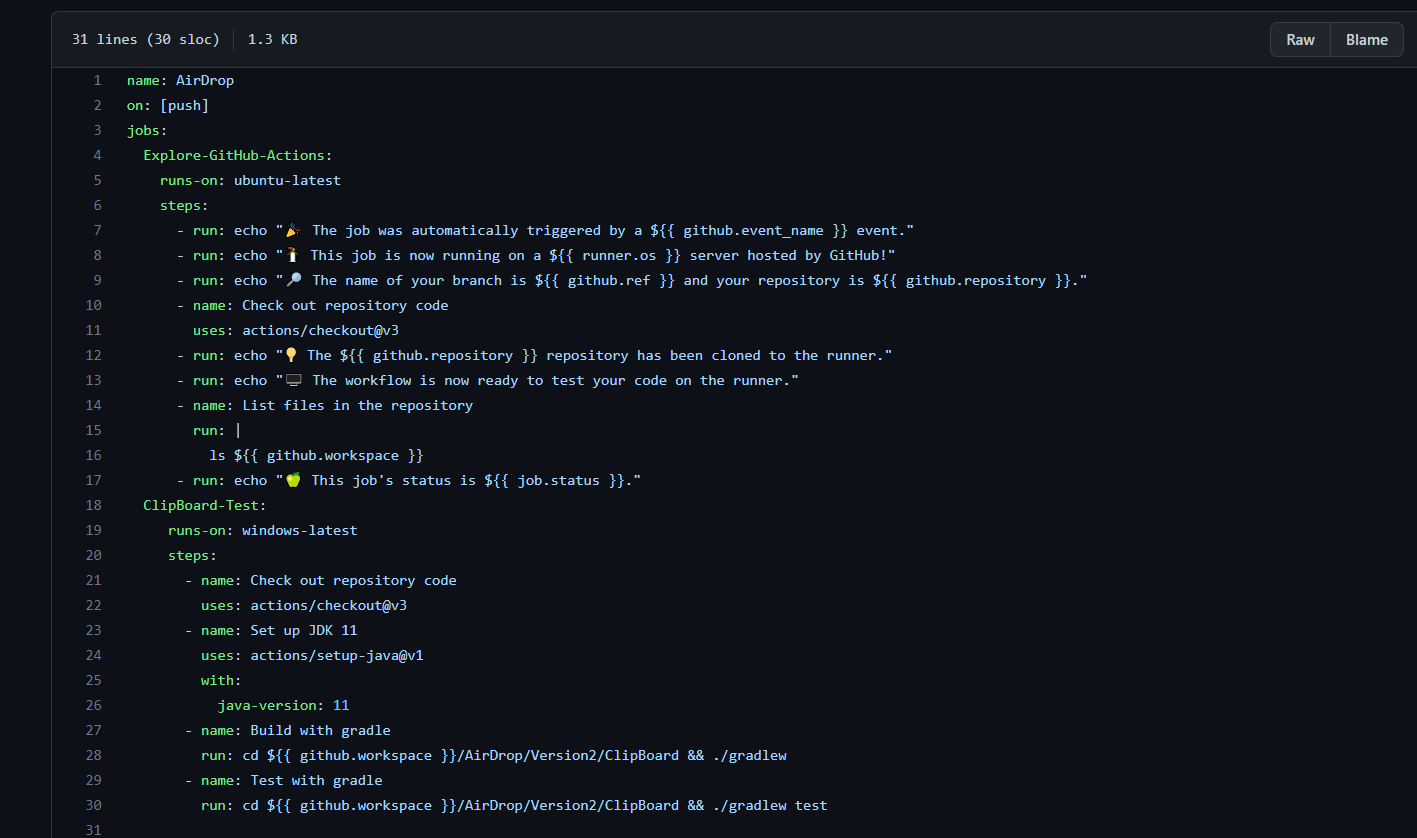 31 lines (30 sloc) 1.3 KB Raw Blame
1 name: AirDrop
2 on: [push]
3 jobs:
4   Explore-GitHub-Actions:
5     runs-on: ubuntu-latest
6     steps:
7       - run: echo "🎉 The job was automatically triggered by a ${{ github.event_name }} event."
8       - run: echo "🐧 This job is now running on a ${{ runner.os }} server hosted by GitHub!"
9       - run: echo "🔎 The name of your branch is ${{ github.ref }} and your repository is ${{ github.repository }}."
10       - name: Check out repository code
11         uses: actions/checkout@v3
12       - run: echo "💡 The ${{ github.repository }} repository has been cloned to the runner."
13       - run: echo "🖥️ The workflow is now ready to test your code on the runner."
14       - name: List files in the repository
15         run: |
16           ls ${{ github.workspace }}
17       - run: echo "🍏 This job's status is ${{ job.status }}."
18   ClipBoard-Test:
19      runs-on: windows-latest
20      steps:
21        - name: Check out repository code
22          uses: actions/checkout@v3
23        - name: Set up JDK 11
24          uses: actions/setup-java@v1
25          with:
26            java-version: 11
27        - name: Build with gradle
28          run: cd ${{ github.workspace }}/AirDrop/Version2/ClipBoard && ./gradlew
29        - name: Test with gradle
30          run: cd ${{ github.workspace }}/AirDrop/Version2/ClipBoard && ./gradlew test
31